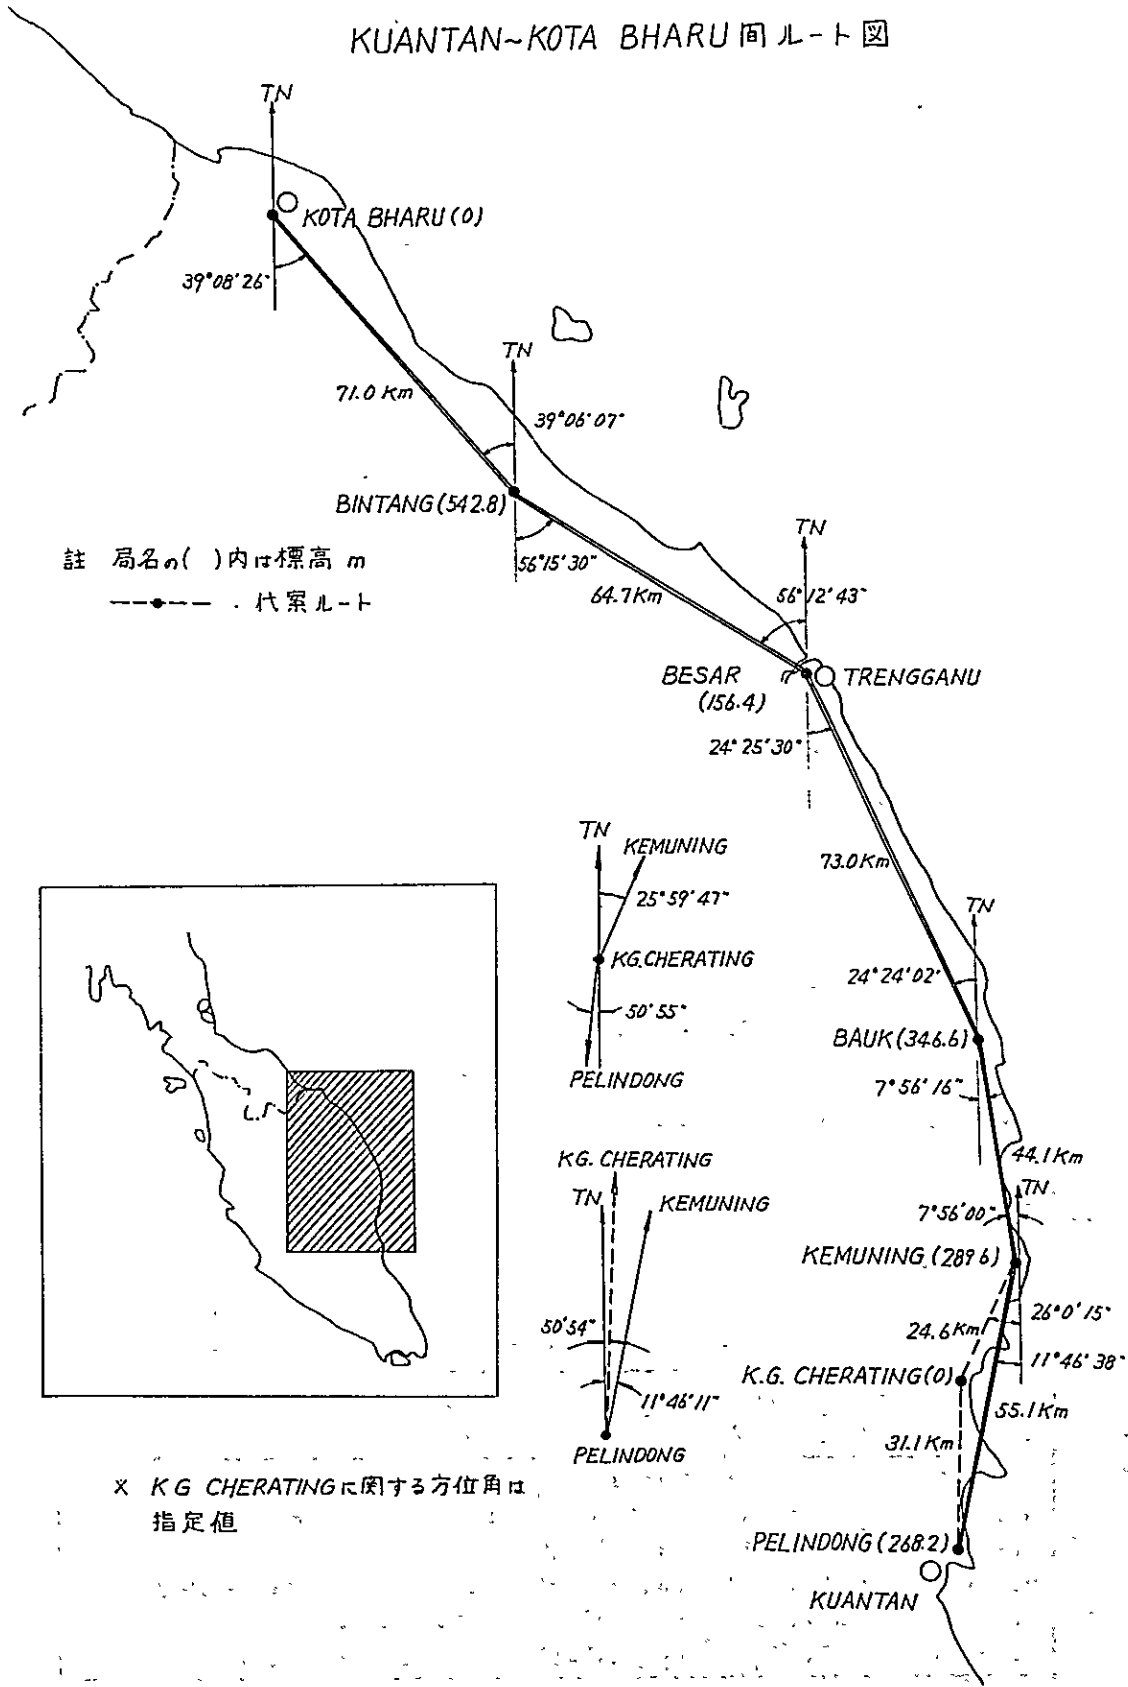 KUANTAN~KOTA BHARU間ルート図
TN
KOTA BHARU(0)
39°08'26"
71.0 Km
TN
39°06'07"
BINTANG(542.8)
56°15'30"
64.7Km
TN
56°12'43"
BESAR
(156.4)
TRENGGANU
24°25'30"
73.0Km
註 局名の( )内は標高 m
代案ルート
TN
KEMUNING
25°59'47"
KG.CHERATING
50'55"
PELINDONG
TN
24°24'02"
BAUK(346.6)
7°56'16"
44.1Km
KG. CHERATING
TN
KEMUNING
50'54"
11°46'11"
PELINDONG
TN
7°56'00"
KEMUNING(289.6)
26°0'15"
24.6Km
11°46'38"
K.G. CHERATING(0)
55.1Km
31.1Km
PELINDONG(268.2)
KUANTAN
※ KG CHERATINGに関する方位角は
指定値